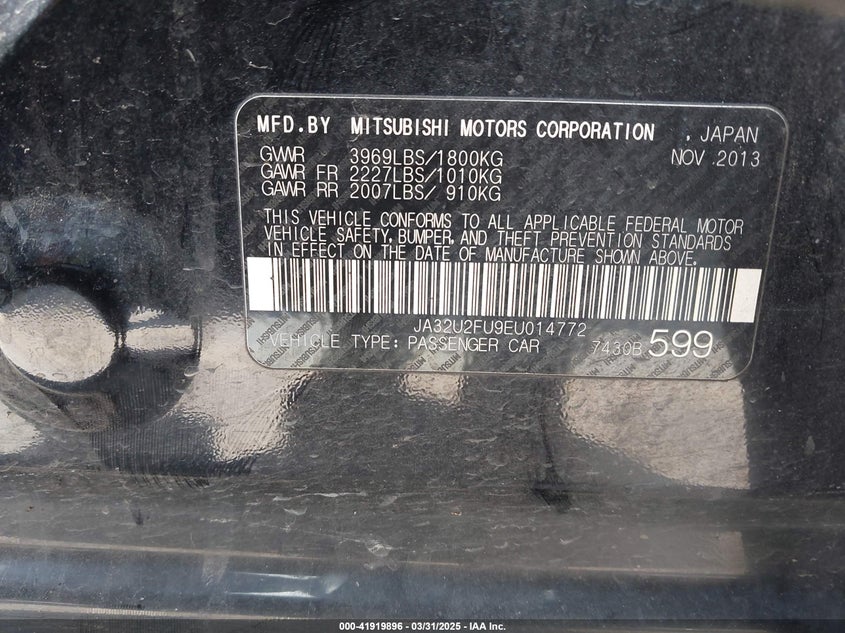 MFD.BY MITSUBISHI MOTORS CORPORATION , JAPAN
GVWR 3969LBS/1800KG NOV .2013
GAWR FR 2227LBS/1010KG
GAWR RR 2007LBS/ 910KG
THIS VEHICLE CONFORMS TO ALL APPLICABLE FEDERAL MOTOR
VEHICLE SAFETY, BUMPER, AND THEFT PREVENTION STANDARDS
IN EFFECT ON THE DATE OF MANUFACTURE SHOWN ABOVE.
JA32U2FU9EU014772
VEHICLE TYPE: PASSENGER CAR 7430B 599
000-41919896 - 03/31/2025 - IAA Inc.